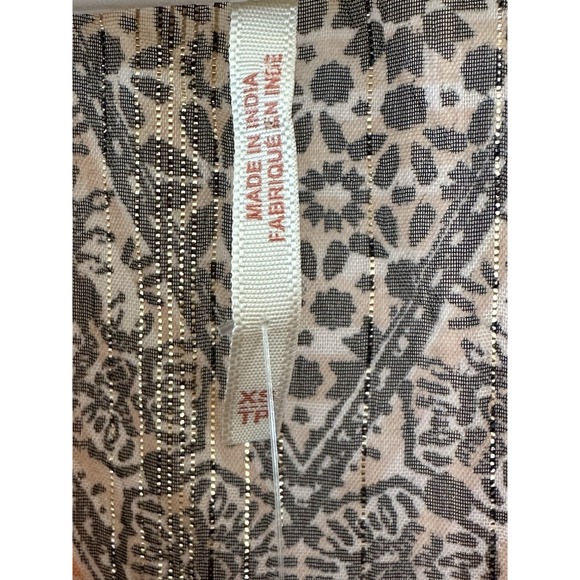 MADE IN INDIA
FABRIQUE EN INDE
XS
TP